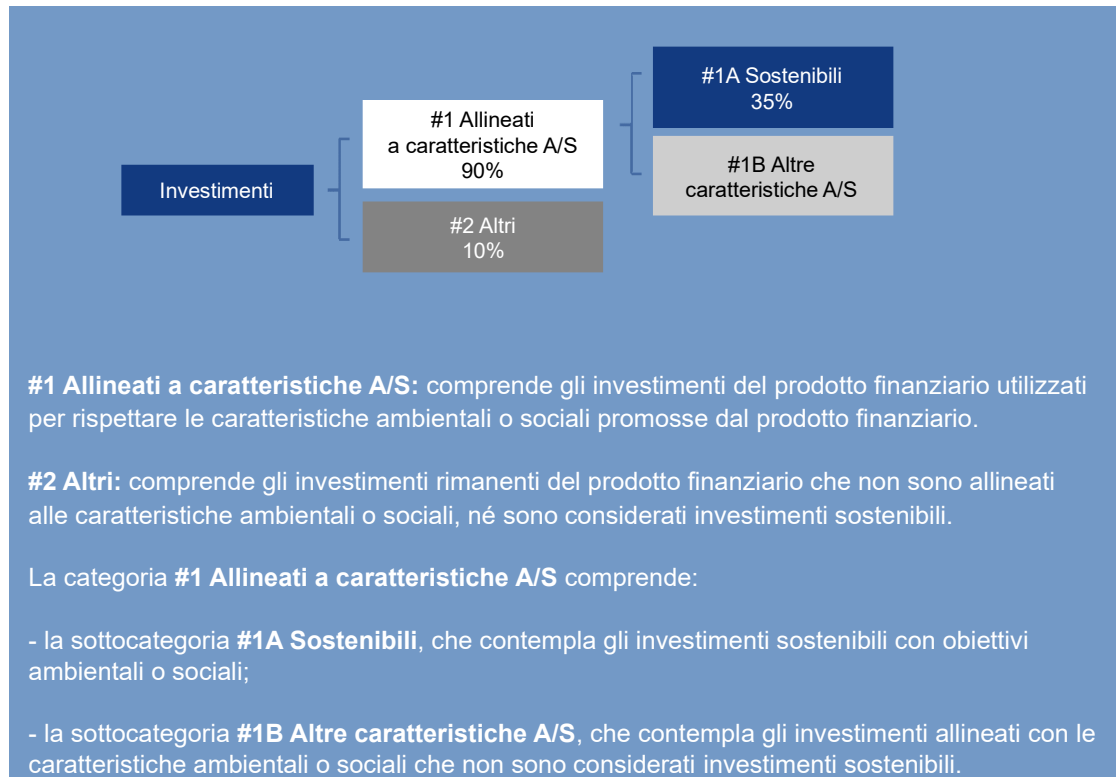 #1A Sostenibili
35%
#1 Allineati
a caratteristiche A/S
90%
#1B Altre
caratteristiche A/S
Investimenti
#2 Altri
10%
#1 Allineati a caratteristiche A/S: comprende gli investimenti del prodotto finanziario utilizzati
per rispettare le caratteristiche ambientali o sociali promosse dal prodotto finanziario.
#2 Altri: comprende gli investimenti rimanenti del prodotto finanziario che non sono allineati
alle caratteristiche ambientali o sociali, né sono considerati investimenti sostenibili.
La categoria #1 Allineati a caratteristiche A/S comprende:
- la sottocategoria #1A Sostenibili, che contempla gli investimenti sostenibili con obiettivi
ambientali o sociali;
- la sottocategoria #1B Altre caratteristiche A/S, che contempla gli investimenti allineati con le
caratteristiche ambientali o sociali che non sono considerati investimenti sostenibili.